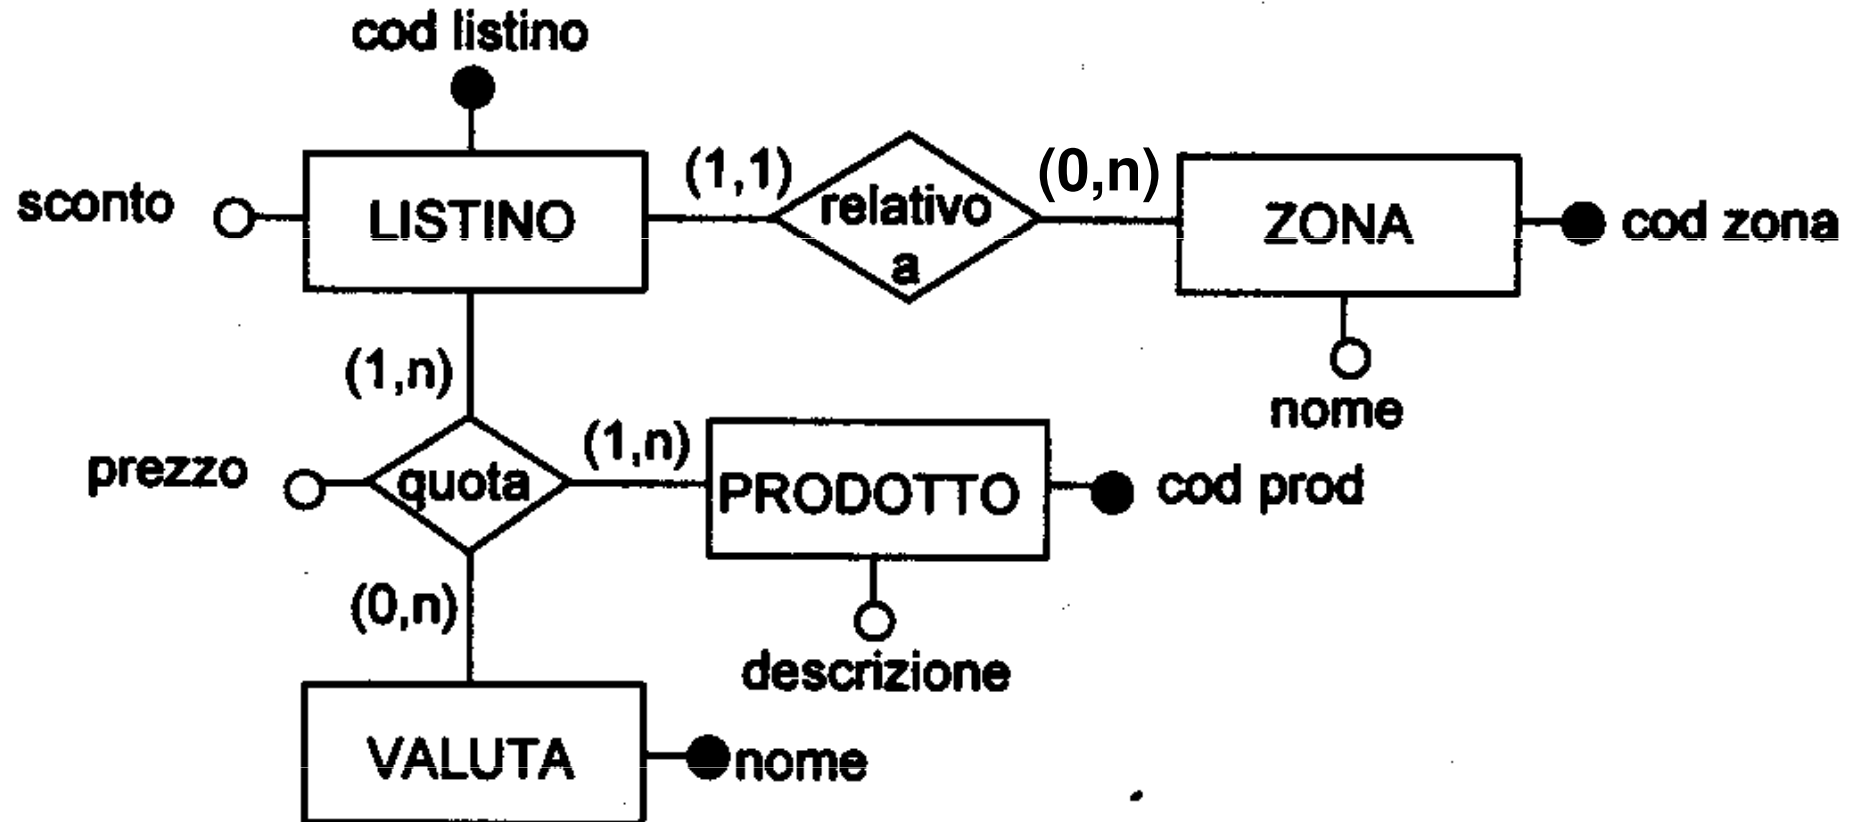 cod listino
sconto
LISTINO
(1,1)
relativo
a
(0,n)
ZONA
cod zona
nome
(1,n)
prezzo
quota
(1,n)
PRODOTTO
cod prod
descrizione
(0,n)
VALUTA
nome